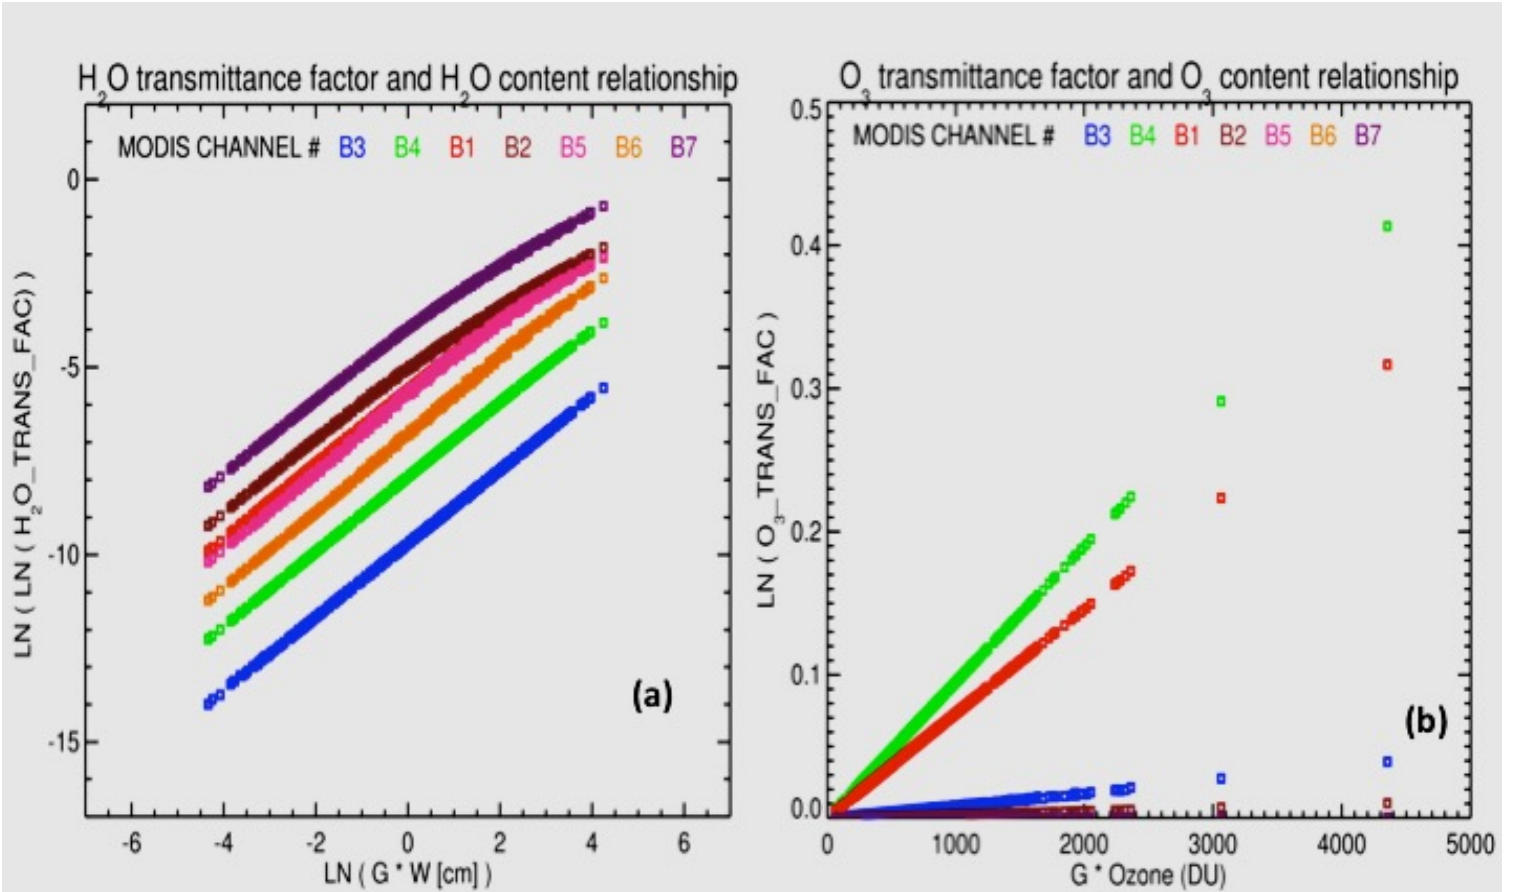 H2O transmittance factor and H2O content relationship
MODIS CHANNEL # B3 B4 B1 B2 B5 B6 B7
LN ( LN ( H2O_TRANS_FAC) )
0
-5
-10
-15
(a)
-6 -4 -2 0 2 4 6
LN ( G * W [cm] )
O3 transmittance factor and O3 content relationship
MODIS CHANNEL # B3 B4 B1 B2 B5 B6 B7
LN ( O3_TRANS_FAC )
0.5
0.4
0.3
0.2
0.1
0.0
(b)
0 1000 2000 3000 4000 5000
G * Ozone (DU)